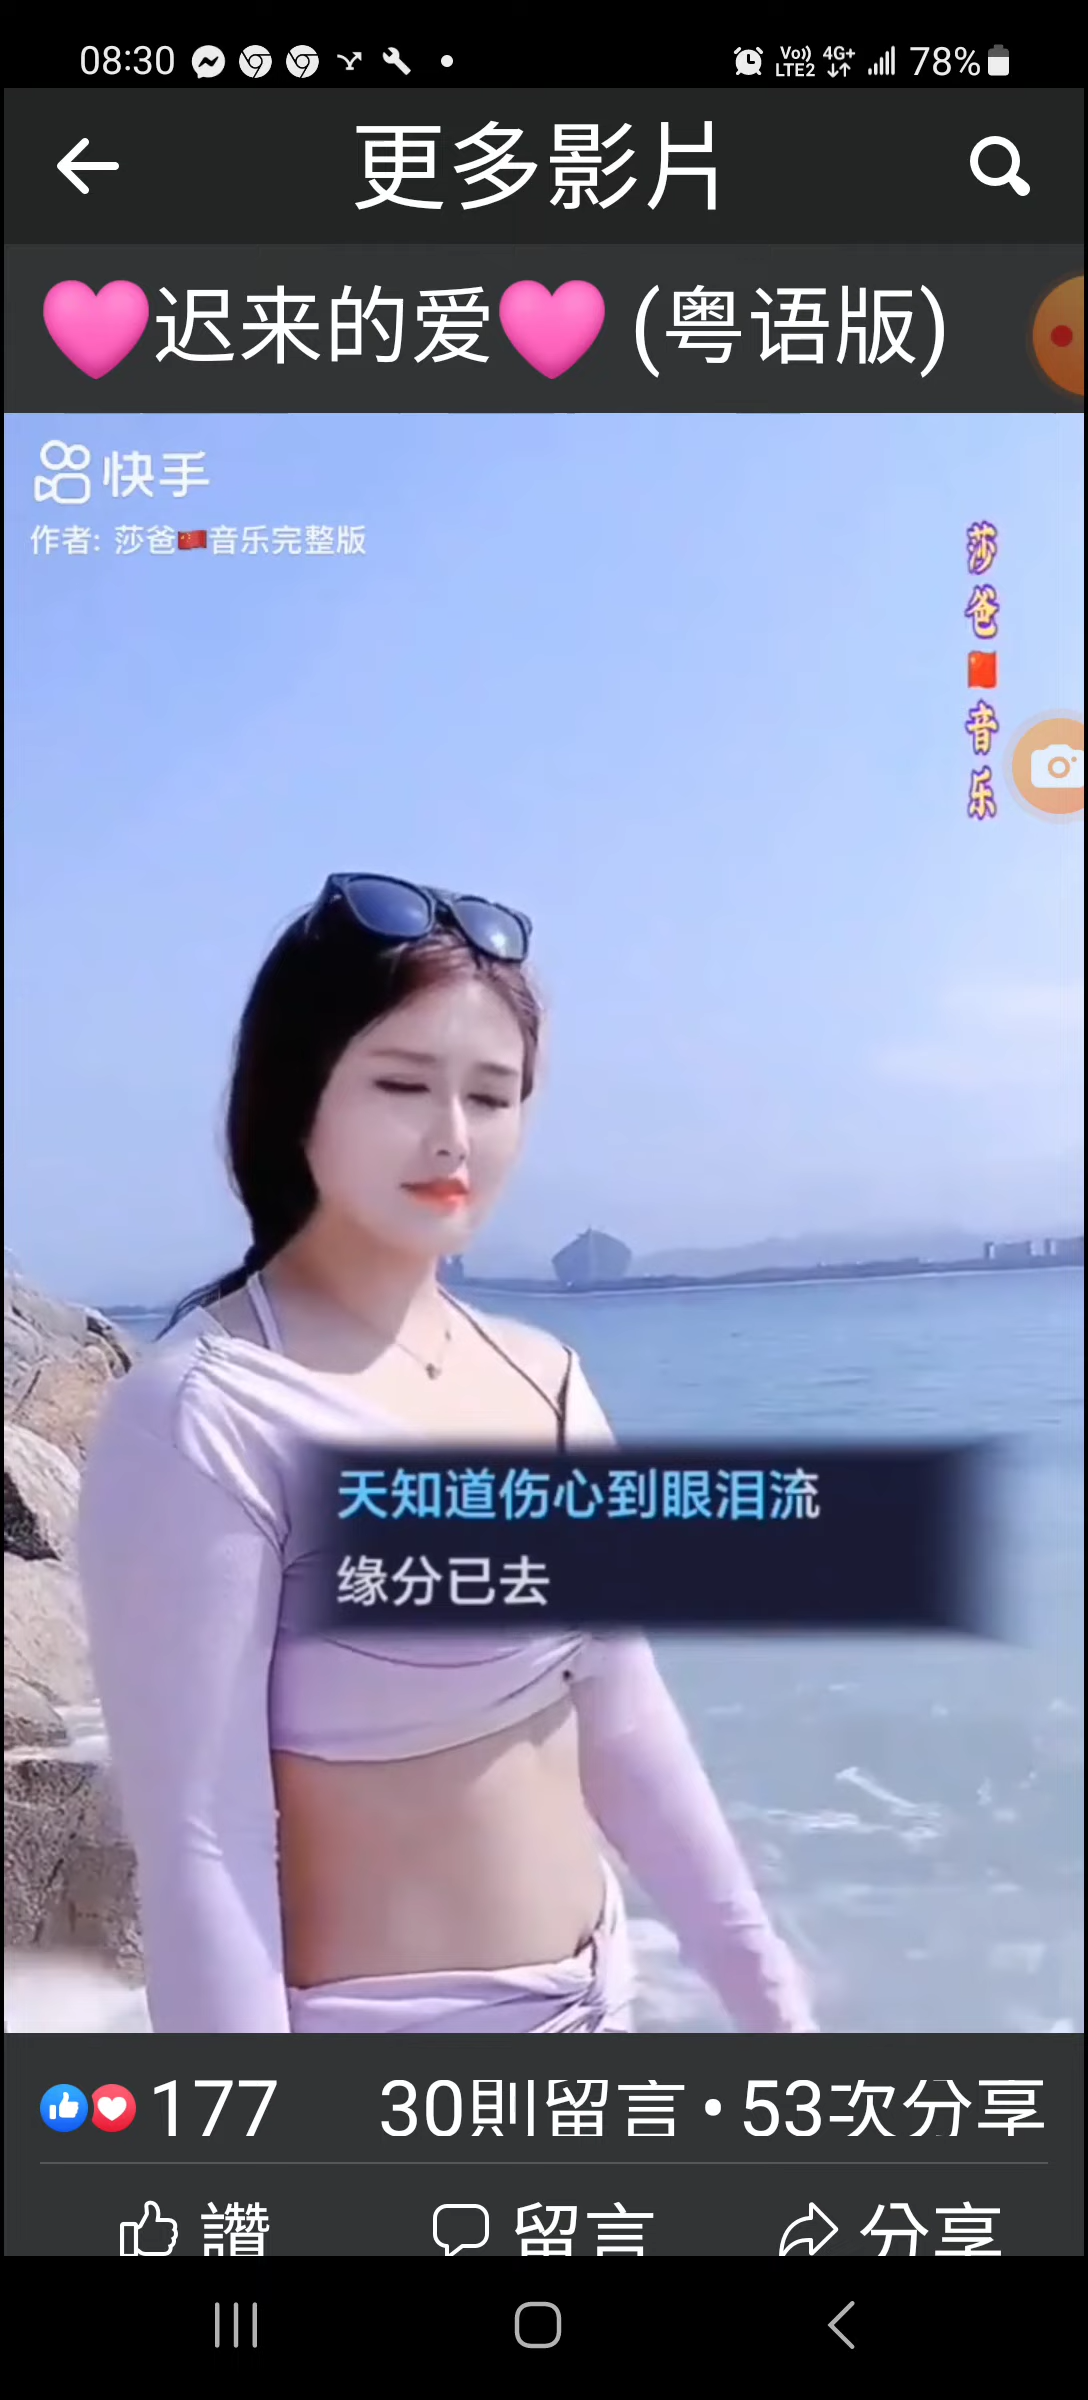 08:30
Vo)) LTE2 4G+ 78%
更多影片
🩷迟来的爱🩷 (粤语版)
快手
作者: 莎爸🇨🇳音乐完整版
莎爸🇨🇳音乐
天知道伤心到眼泪流
缘分已去
177 30則留言 • 53次分享
讚 留言 分享